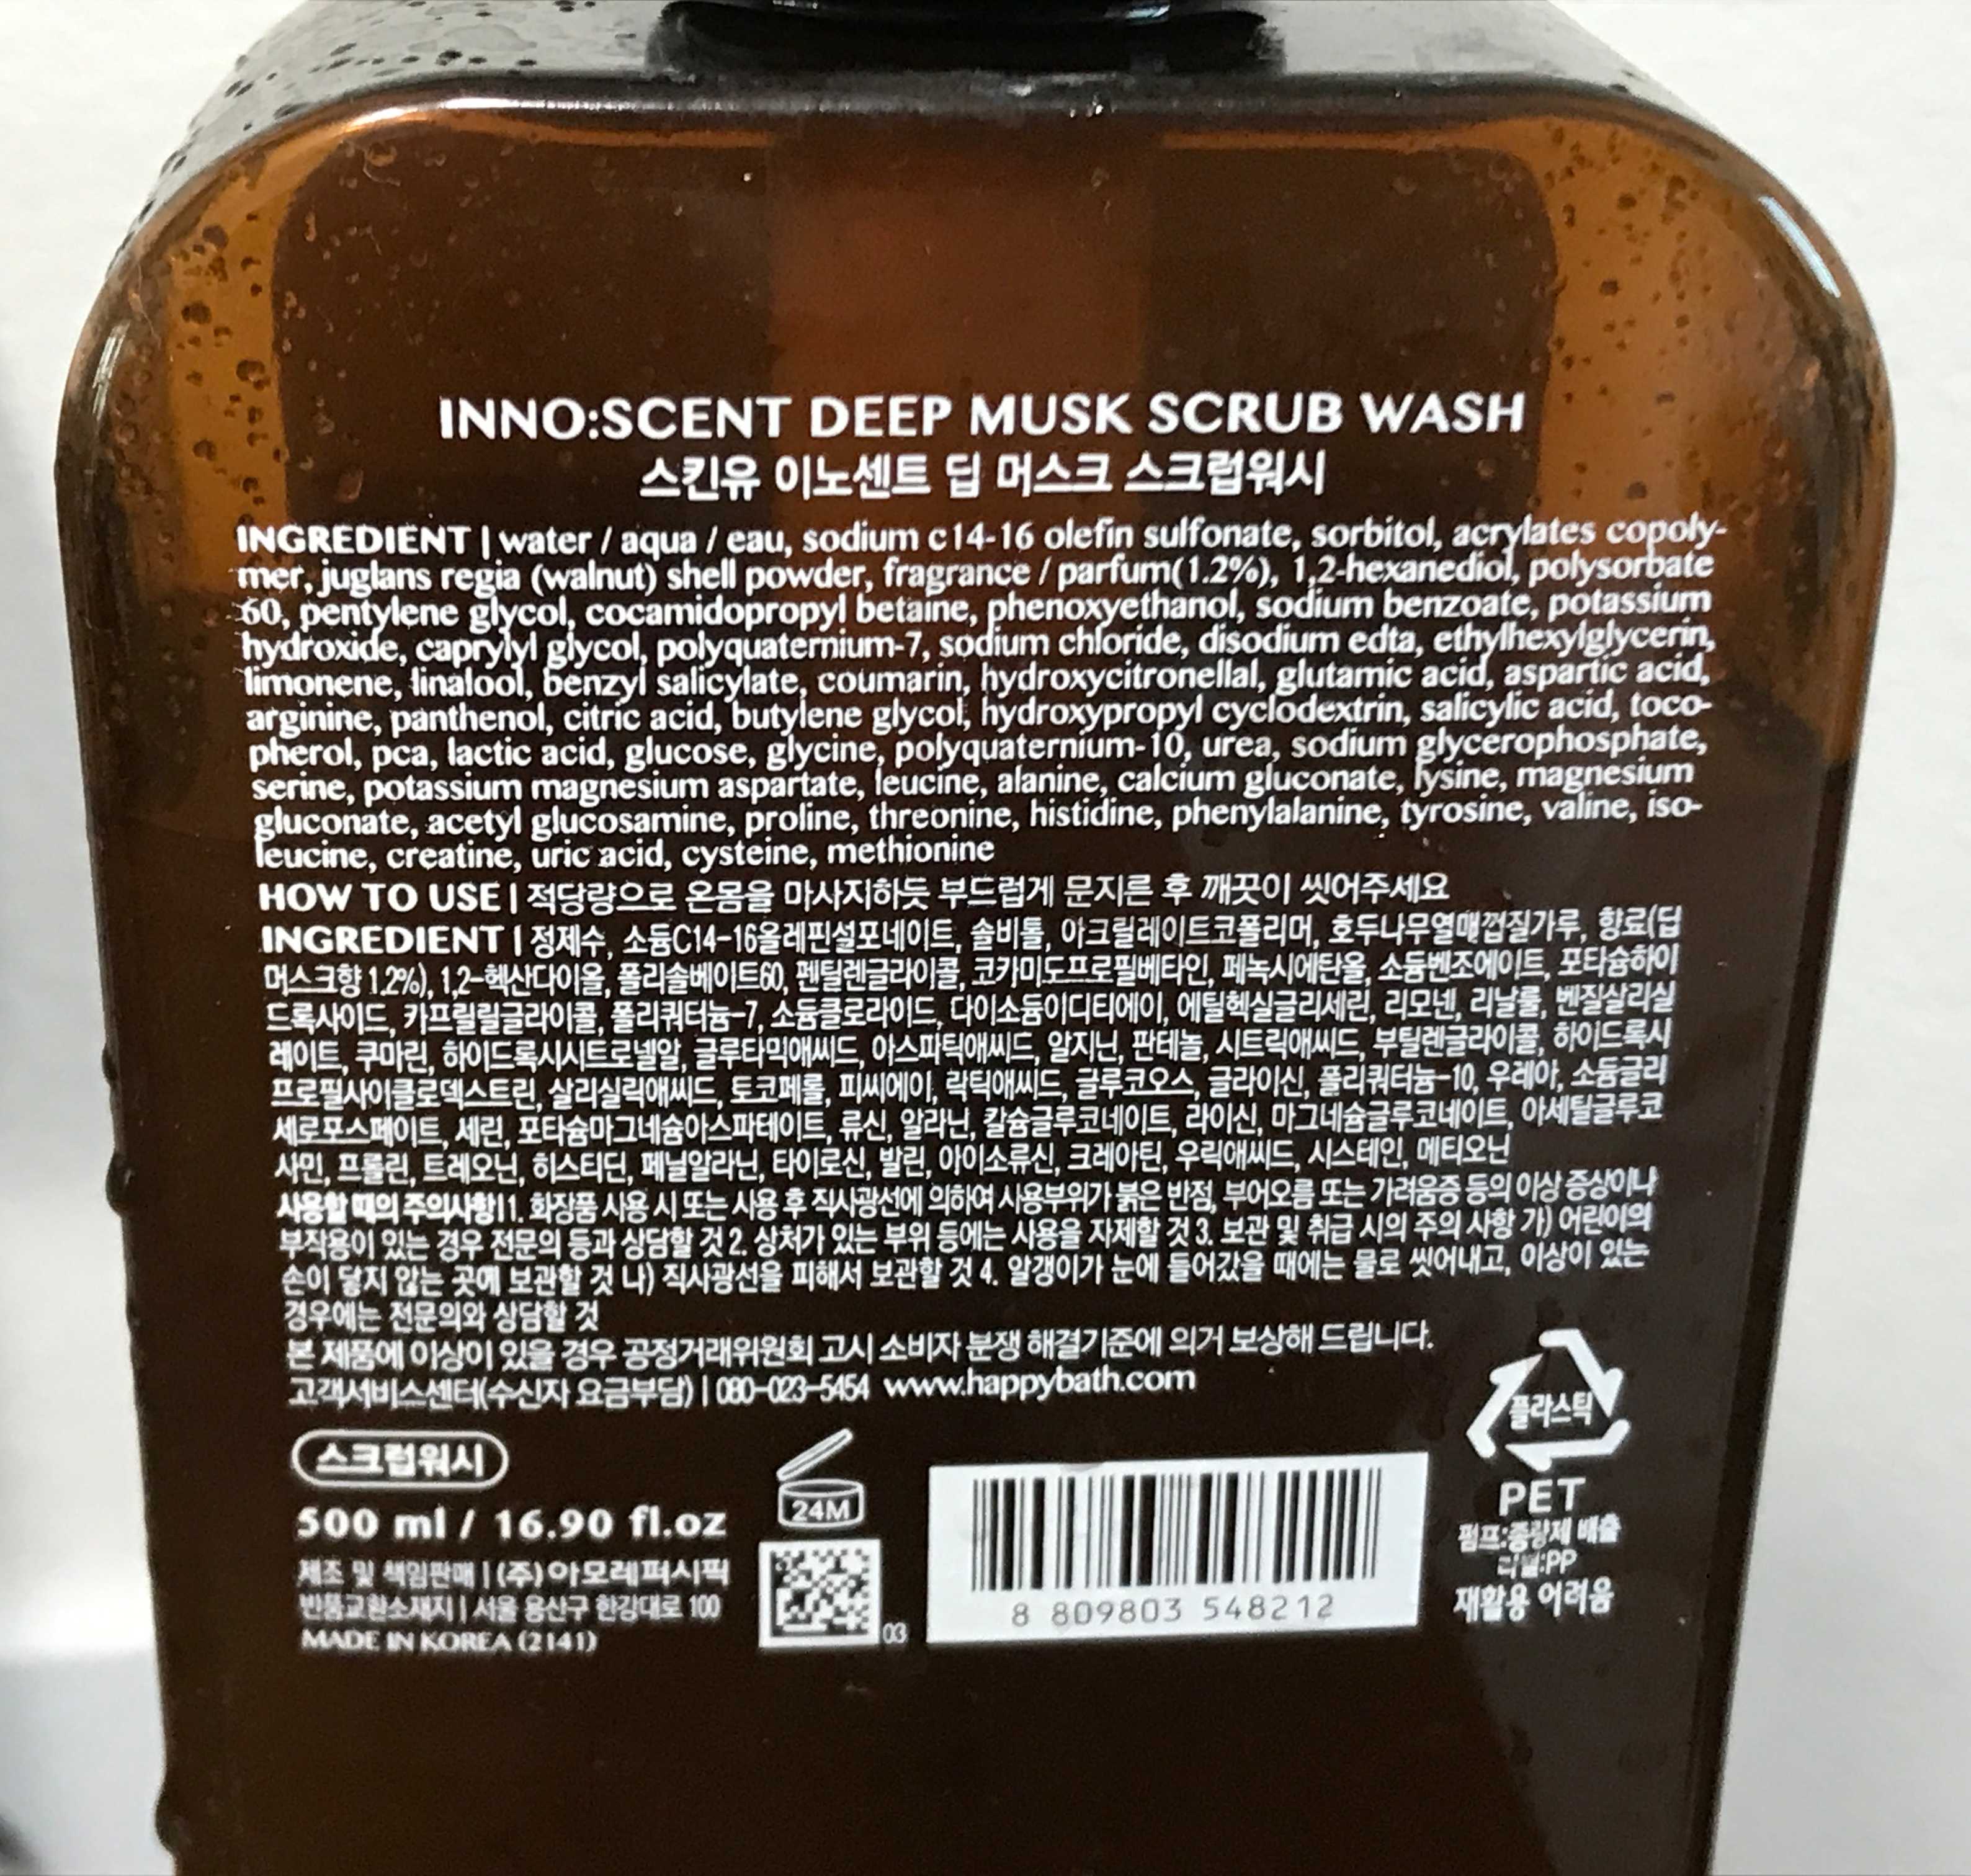 INNO:SCENT DEEP MUSK SCRUB WASH
스킨유 이노센트 딥 머스크 스크럽워시
INGREDIENT | water / aqua / eau, sodium c14-16 olefin sulfonate, sorbitol, acrylates copoly-
mer, juglans regia (walnut) shell powder, fragrance / parfum(1.2%), 1,2-hexanediol, polysorbate
60, pentylene glycol, cocamidopropyl betaine, phenoxyethanol, sodium benzoate, potassium
hydroxide, caprylyl glycol, polyquaternium-7, sodium chloride, disodium edta, ethylhexylglycerin,
limonene, linalool, benzyl salicylate, coumarin, hydroxycitronellal, glutamic acid, aspartic acid,
arginine, panthenol, citric acid, butylene glycol, hydroxypropyl cyclodextrin, salicylic acid, toco-
pherol, pca, lactic acid, glucose, glycine, polyquaternium-10, urea, sodium glycerophosphate,
serine, potassium magnesium aspartate, leucine, alanine, calcium gluconate, lysine, magnesium
gluconate, acetyl glucosamine, proline, threonine, histidine, phenylalanine, tyrosine, valine, iso-
leucine, creatine, uric acid, cysteine, methionine
HOW TO USE | 적당량으로 온몸을 마사지하듯 부드럽게 문지른 후 깨끗이 씻어주세요
INGREDIENT | 정제수, 소듐C14-16올레핀설포네이트, 솔비톨, 아크릴레이트코폴리머, 호두나무열매껍질가루, 향료(딥
머스크향 1.2%), 1,2-헥산다이올, 폴리솔베이트60, 펜틸렌글라이콜, 코카미도프로필베타인, 페녹시에탄올, 소듐벤조에이트, 포타슘하이
드록사이드, 카프릴릴글라이콜, 폴리쿼터늄-7, 소듐클로라이드, 다이소듐이디티에이, 에틸헥실글리세린, 리모넨, 리날룰, 벤질살리실
레이트, 쿠마린, 하이드록시시트로넬알, 글루타믹애씨드, 아스파틱애씨드, 알지닌, 판테놀, 시트릭애씨드, 부틸렌글라이콜, 하이드록시
프로필사이클로덱스트린, 살리실릭애씨드, 토코페롤, 피씨에이, 락틱애씨드, 글루코오스, 글라이신, 폴리쿼터늄-10, 우레아, 소듐글리
세로포스페이트, 세린, 포타슘마그네슘아스파테이트, 류신, 알라닌, 칼슘글루코네이트, 라이신, 마그네슘글루코네이트, 아세틸글루코
사민, 프롤린, 트레오닌, 히스티딘, 페닐알라닌, 타이로신, 발린, 아이소류신, 크레아틴, 우릭애씨드, 시스테인, 메티오닌
사용할 때의 주의사항 | 1. 화장품 사용 시 또는 사용 후 직사광선에 의하여 사용부위가 붉은 반점, 부어오름 또는 가려움증 등의 이상 증상이나
부작용이 있는 경우 전문의 등과 상담할 것 2. 상처가 있는 부위 등에는 사용을 자제할 것 3. 보관 및 취급 시의 주의 사항 가) 어린이의
손이 닿지 않는 곳에 보관할 것 나) 직사광선을 피해서 보관할 것 4. 알갱이가 눈에 들어갔을 때에는 물로 씻어내고, 이상이 있는
경우에는 전문의와 상담할 것
본 제품에 이상이 있을 경우 공정거래위원회 고시 소비자 분쟁 해결기준에 의거 보상해 드립니다.
고객서비스센터(수신자 요금부담) | 080-023-5454 www.happybath.com
스크럽워시
500 ml / 16.90 fl.oz
제조 및 책임판매 | (주)아모레퍼시픽
반품교환소재지 | 서울 용산구 한강대로 100
MADE IN KOREA (2141)
24M
03
8 809803 548212
플라스틱
PET
펌프:종량제 배출
라벨:PP
재활용 어려움